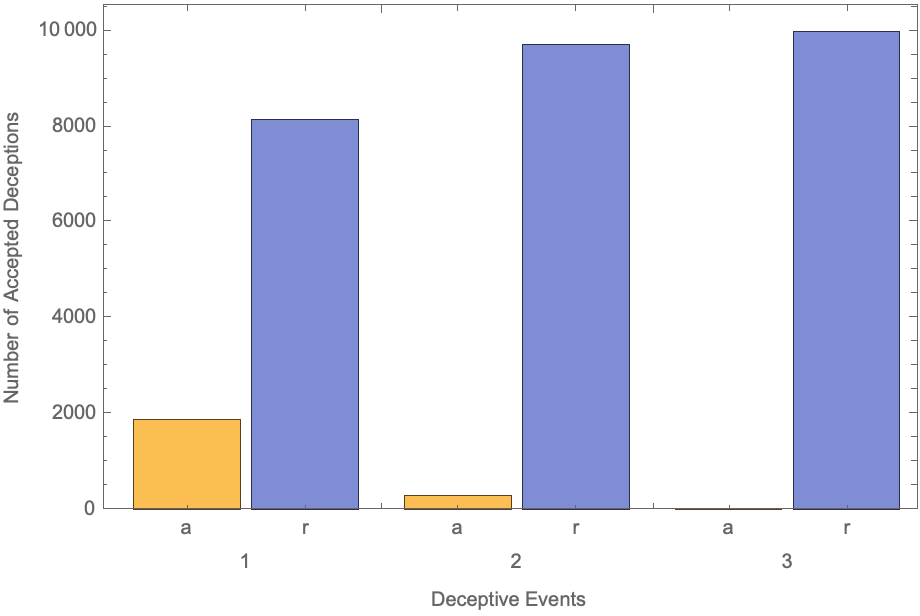 Number of Accepted Deceptions
10 000
8000
6000
4000
2000
0
a r a r a r
1 2 3
Deceptive Events